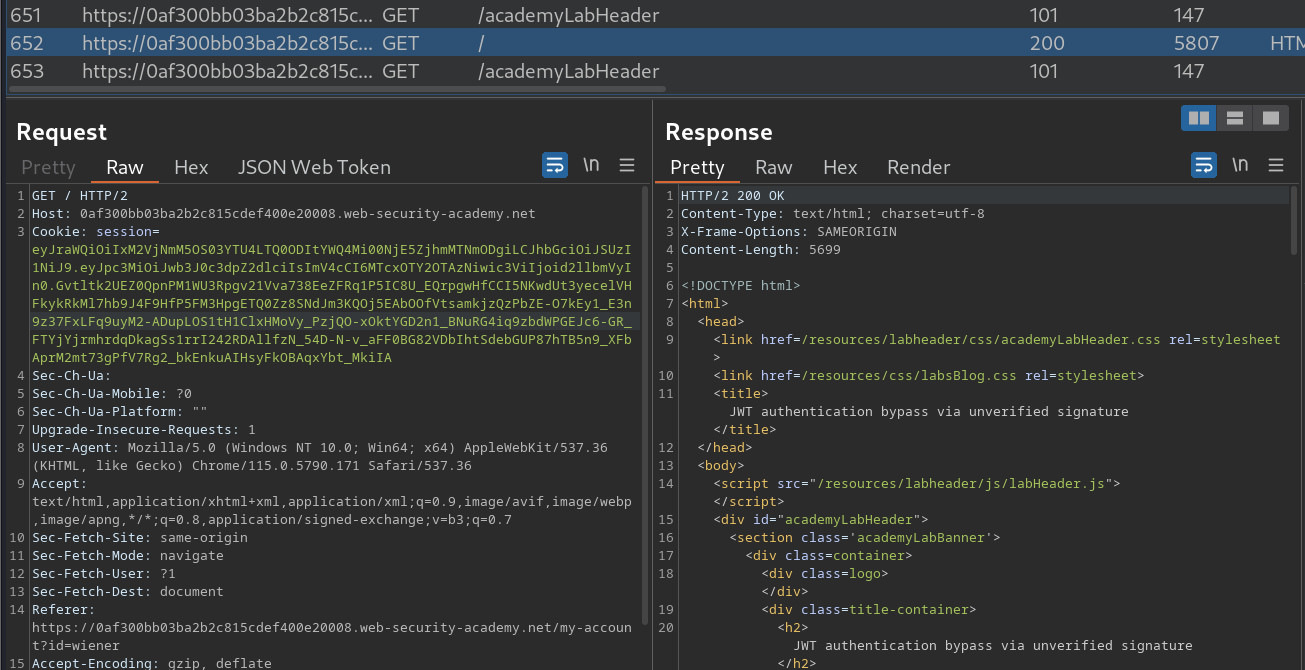 651 https://0af300bb03ba2b2c815c... GET /academyLabHeader 101 147
652 https://0af300bb03ba2b2c815c... GET / 200 5807 HTM
653 https://0af300bb03ba2b2c815c... GET /academyLabHeader 101 147
Request
Pretty Raw Hex JSON Web Token \n
1 GET / HTTP/2
2 Host: 0af300bb03ba2b2c815cdef400e20008.web-security-academy.net
3 Cookie: session=
eyJraWQiOiIxM2VjNmM5OS03YTU4LTQ0ODItYWQ4Mi00NjE5ZjhmMTNmODgiLCJhbGciOiJSUzI
1NiJ9.eyJpc3MiOiJwb3J0c3dpZ2dlciIsImV4cCI6MTcxOTY2OTAzNiwic3ViIjoid2llbmVyI
n0.Gvtltk2UEZ0QpnPM1WU3Rpgv21Vva738EeZFRq1P5IC8U_EQrpgwHfCCI5NKwdUt3yecelVH
FkykRkMl7hb9J4F9HfP5FM3HpgETQ0Zz8SNdJm3KQOj5EAbOOfVtsamkjzQzPbZE-O7kEy1_E3n
9z37FxLFq9uyM2-ADupLOS1tH1ClxHMoVy_PzjQO-xOktYGD2n1_BNuRG4iq9zbdWPGEJc6-GR_
FTYjYjrmhrdqDkagSs1rrI242RDAllfzN_54D-N-v_aFF0BG82VDbIhtSdebGUP87hTB5n9_XFb
AprM2mt73gPfV7Rg2_bkEnkuAIHsyFkOBAqxYbt_MkiIA
4 Sec-Ch-Ua:
5 Sec-Ch-Ua-Mobile: ?0
6 Sec-Ch-Ua-Platform: ""
7 Upgrade-Insecure-Requests: 1
8 User-Agent: Mozilla/5.0 (Windows NT 10.0; Win64; x64) AppleWebKit/537.36
(KHTML, like Gecko) Chrome/115.0.5790.171 Safari/537.36
9 Accept:
text/html,application/xhtml+xml,application/xml;q=0.9,image/avif,image/webp
,image/apng,*/*;q=0.8,application/signed-exchange;v=b3;q=0.7
10 Sec-Fetch-Site: same-origin
11 Sec-Fetch-Mode: navigate
12 Sec-Fetch-User: ?1
13 Sec-Fetch-Dest: document
14 Referer:
https://0af300bb03ba2b2c815cdef400e20008.web-security-academy.net/my-accoun
t?id=wiener
15 Accept-Encoding: gzip, deflate
Response
Pretty Raw Hex Render \n
1 HTTP/2 200 OK
2 Content-Type: text/html; charset=utf-8
3 X-Frame-Options: SAMEORIGIN
4 Content-Length: 5699
5
6 <!DOCTYPE html>
7 <html>
8 <head>
9 <link href=/resources/labheader/css/academyLabHeader.css rel=stylesheet
>
10 <link href=/resources/css/labsBlog.css rel=stylesheet>
11 <title>
JWT authentication bypass via unverified signature
</title>
12 </head>
13 <body>
14 <script src="/resources/labheader/js/labHeader.js">
</script>
15 <div id="academyLabHeader">
16 <section class='academyLabBanner'>
17 <div class=container>
18 <div class=logo>
</div>
19 <div class=title-container>
20 <h2>
JWT authentication bypass via unverified signature
</h2>